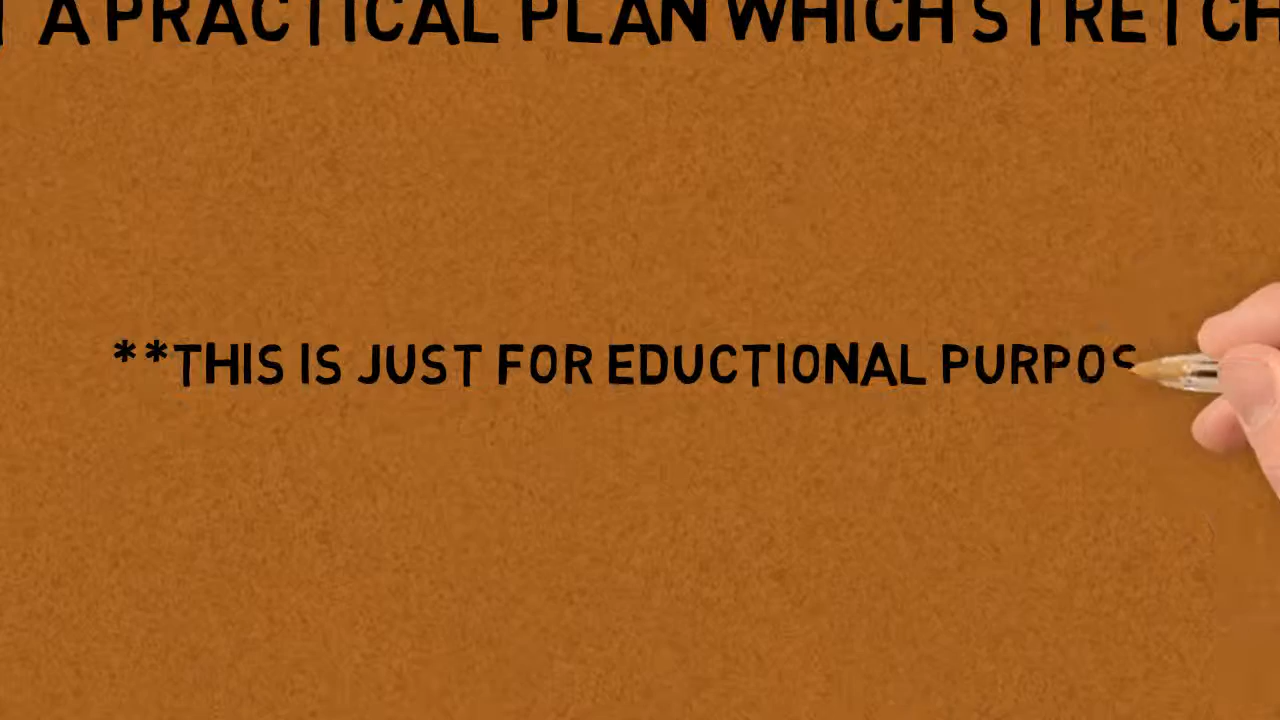 A PRACTICAL PLAN WHICH STRETCH
**THIS IS JUST FOR EDUCTIONAL PURPOS